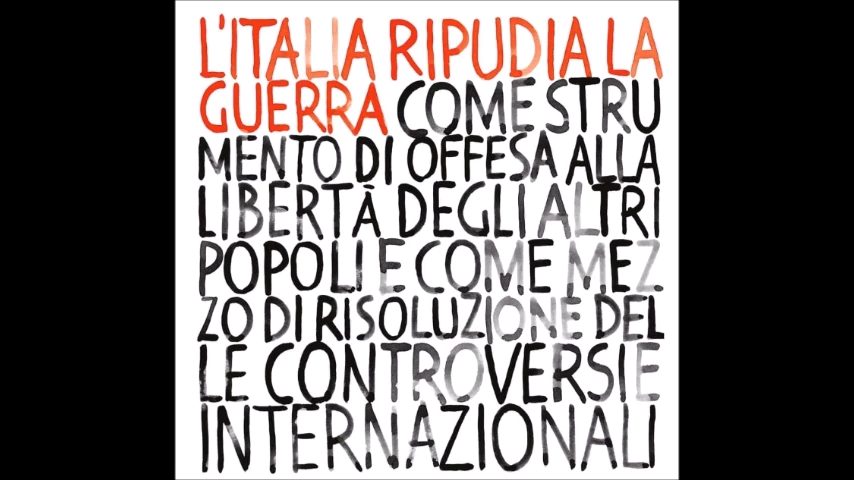 L'ITALIA RIPUDIA LA
GUERRA COME STRU
MENTO DI OFFESA ALLA
LIBERTÀ DEGLI ALTRI
POPOLI E COME MEZ
ZO DI RISOLUZIONE DEL
LE CONTROVERSIE
INTERNAZIONALI